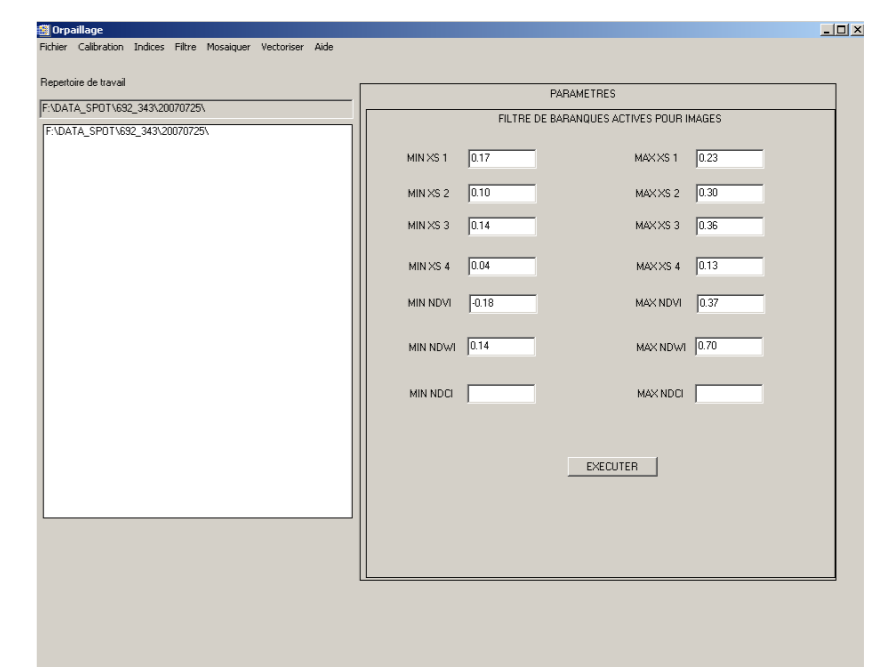 Orpaillage
Fichier Calibration Indices Filtre Mosaiquer Vectoriser Aide
Repertoire de travail
F:\DATA_SPOT\692_343\20070725\
F:\DATA_SPOT\692_343\20070725\
PARAMETRES
FILTRE DE BARANQUES ACTIVES POUR IMAGES
MIN XS 1 0.17 MAX XS 1 0.23
MIN XS 2 0.10 MAX XS 2 0.30
MIN XS 3 0.14 MAX XS 3 0.36
MIN XS 4 0.04 MAX XS 4 0.13
MIN NDVI -0.18 MAX NDVI 0.37
MIN NDWI 0.14 MAX NDWI 0.70
MIN NDCI MAX NDCI
EXECUTER